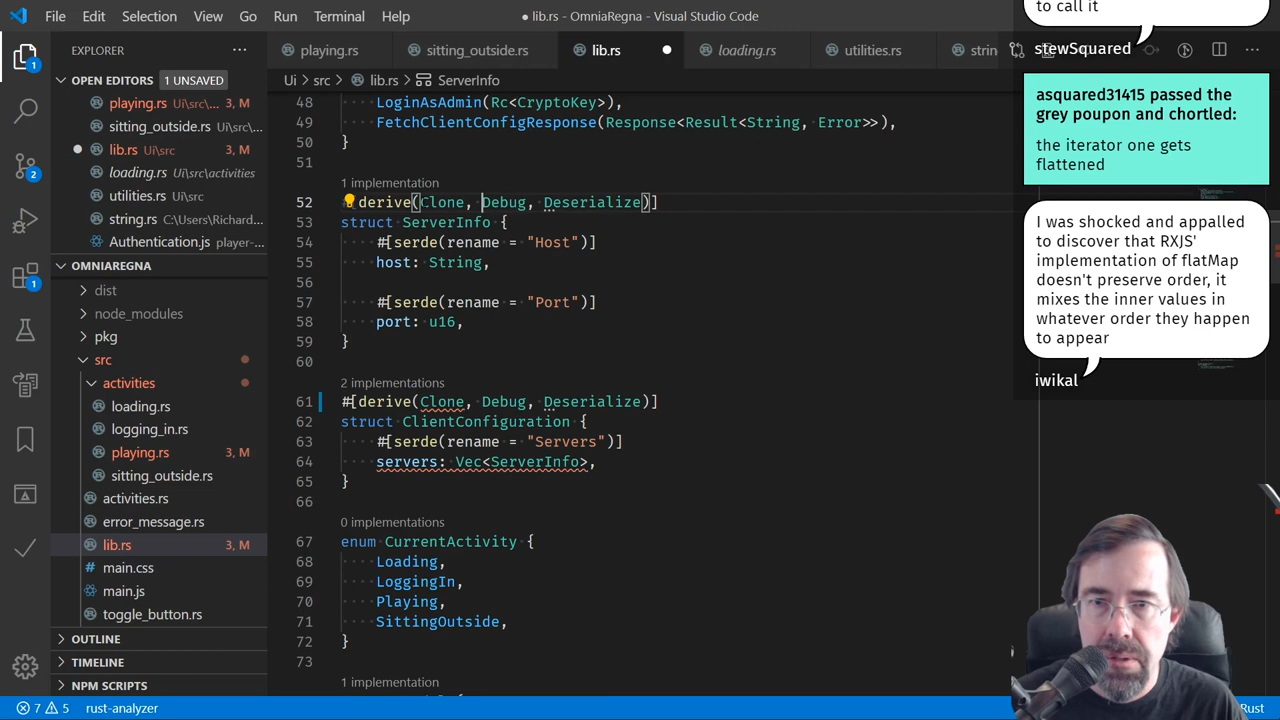 File Edit Selection View Go Run Terminal Help
● lib.rs - OmniaRegna - Visual Studio Code
to call it
stewSquared
EXPLORER
playing.rs
sitting_outside.rs
lib.rs
loading.rs
utilities.rs
OPEN EDITORS 1 UNSAVED
playing.rs Ui\src\... 3, M
sitting_outside.rs Ui\src\...
lib.rs Ui\src 3, M
loading.rs Ui\src\activities
utilities.rs Ui\src
string.rs C:\Users\Richard...
Authentication.js player-...
OMNIAREGNA
dist
node_modules
pkg
src
activities
loading.rs
logging_in.rs
playing.rs 3, M
sitting_outside.rs
activities.rs
error_message.rs
lib.rs 3, M
main.css
main.js
toggle_button.rs
OUTLINE
TIMELINE
NPM SCRIPTS
1
2
1
Ui > src > lib.rs > ServerInfo
48 LoginAsAdmin(Rc<CryptoKey>),
49 FetchClientConfigResponse(Response<Result<String, Error>>),
50 }
51
1 implementation
52 derive(Clone, Debug, Deserialize)]
53 struct ServerInfo {
54 #[serde(rename = "Host")]
55 host: String,
56
57 #[serde(rename = "Port")]
58 port: u16,
59 }
60
2 implementations
61 #[derive(Clone, Debug, Deserialize)]
62 struct ClientConfiguration {
63 #[serde(rename = "Servers")]
64 servers: Vec<ServerInfo>,
65 }
66
0 implementations
67 enum CurrentActivity {
68 Loading,
69 LoggingIn,
70 Playing,
71 SittingOutside,
72 }
73
1 implementation
asquared31415 passed the
grey poupon and chortled:
the iterator one gets
flattened
I was shocked and appalled
to discover that RXJS'
implementation of flatMap
doesn't preserve order, it
mixes the inner values in
whatever order they happen
to appear
iwikal
7 5 rust-analyzer
Rust